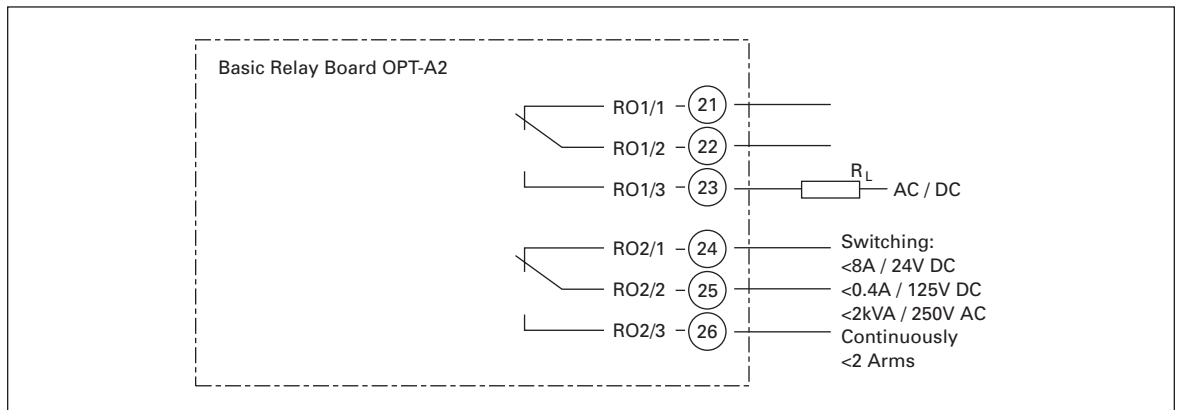 Basic Relay Board OPT-A2
RO1/1 21
RO1/2 22
RO1/3 23
RL
AC / DC
RO2/1 24
RO2/2 25
RO2/3 26
Switching:
<8A / 24V DC
<0.4A / 125V DC
<2kVA / 250V AC
Continuously
<2 Arms